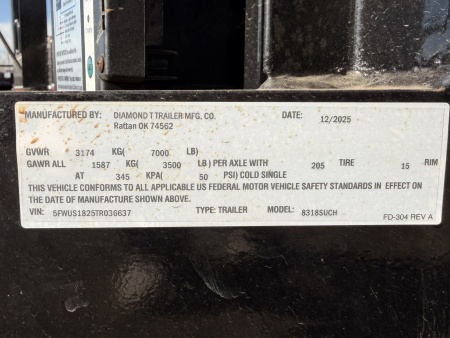 MANUFACTURED BY: DIAMOND T TRAILER MFG. CO. DATE: 12/2025
Rattan OK 74562
GVWR 3174 KG( 7000 LB)
GAWR ALL 1587 KG( 3500 LB) PER AXLE WITH 205 TIRE 15 RIM
AT 345 KPA( 50 PSI) COLD SINGLE
THIS VEHICLE CONFORMS TO ALL APPLICABLE US FEDERAL MOTOR VEHICLE SAFETY STANDARDS IN EFFECT ON
THE DATE OF MANUFACTURE SHOWN ABOVE.
VIN: 5FWUS1825TR036637 TYPE: TRAILER MODEL: 8318SUCH
FD-304 REV A